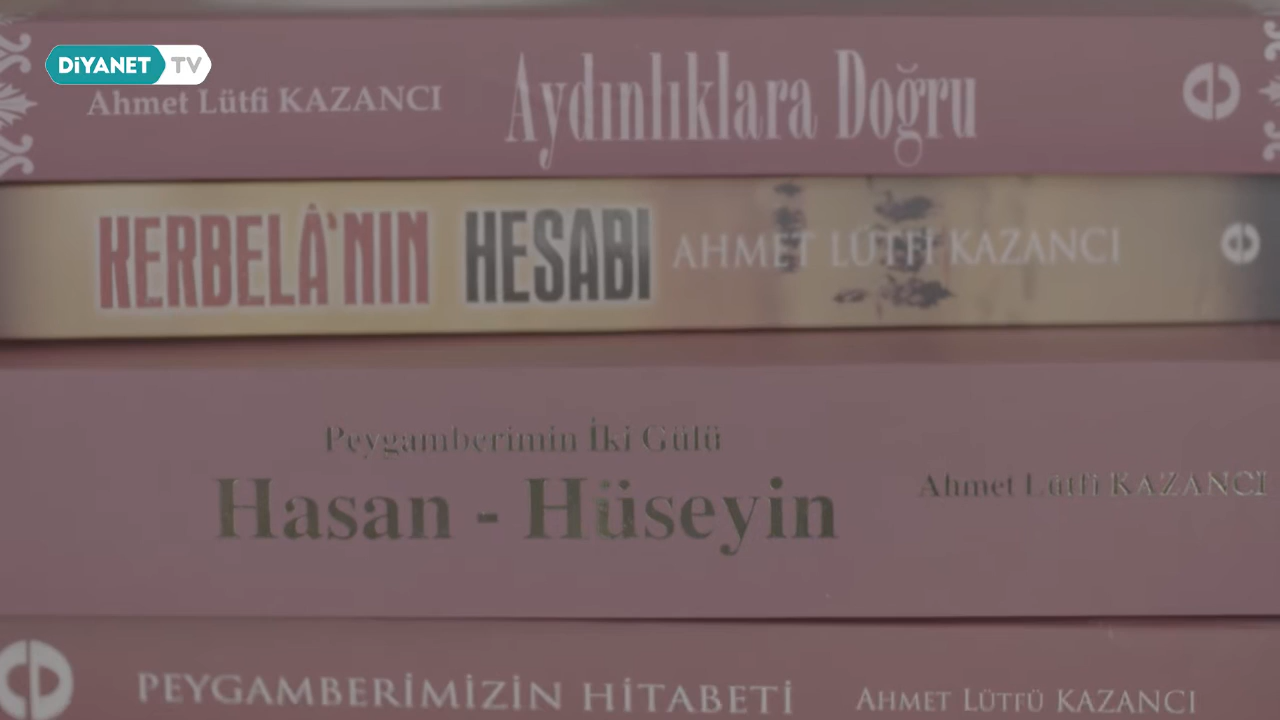 DİYANET TV
Ahmet Lütfi KAZANCI Aydınlıklara Doğru
KERBELÂ'NIN HESABI AHMET LÜTFİ KAZANCI
Peygamberimin İki Gülü
Hasan - Hüseyin Ahmet Lütfi KAZANCI
PEYGAMBERİMİZİN HİTABETİ AHMET LÜTFÜ KAZANCI